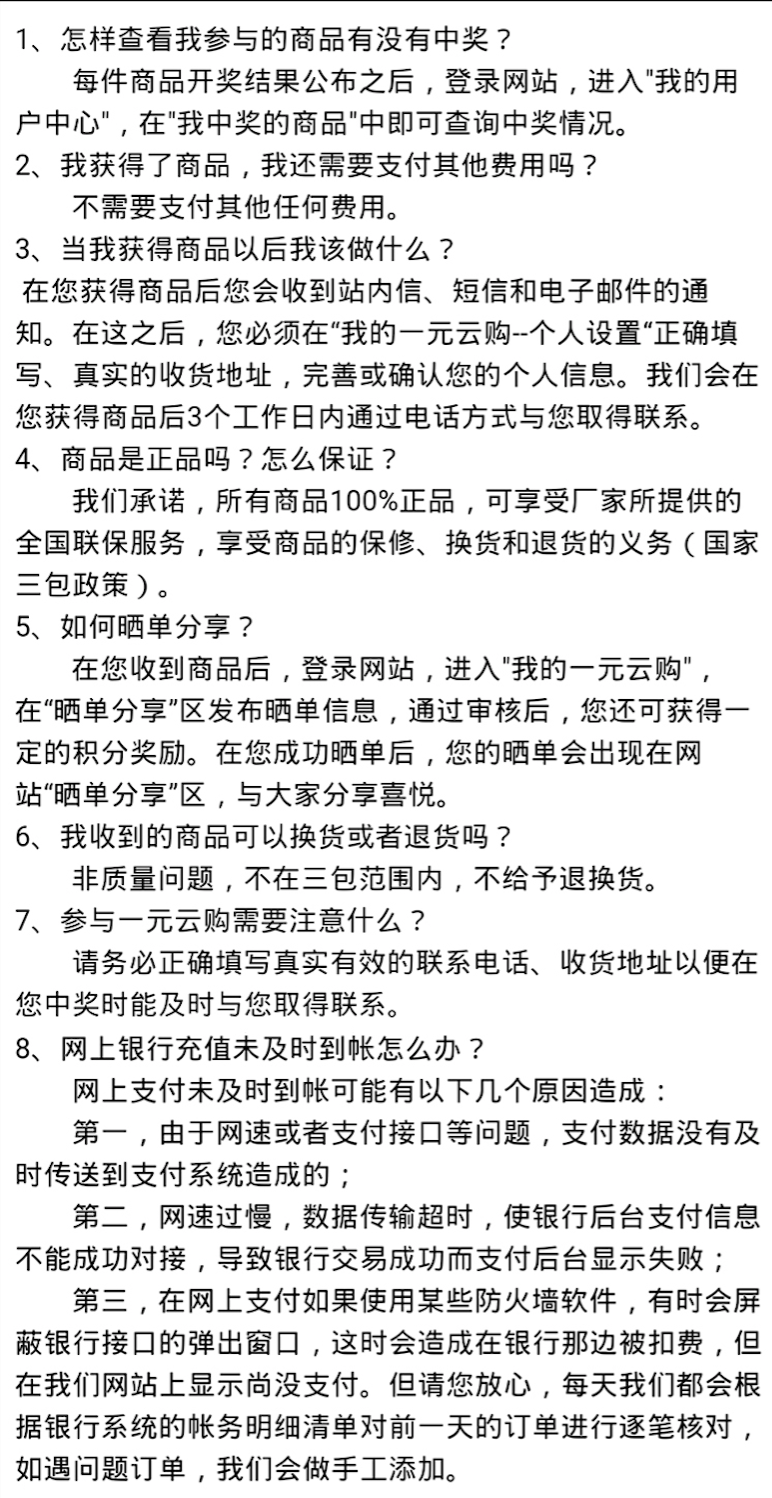 1、怎样查看我参与的商品有没有中奖？
每件商品开奖结果公布之后，登录网站，进入"我的用
户中心"，在"我中奖的商品"中即可查询中奖情况。
2、我获得了商品，我还需要支付其他费用吗？
不需要支付其他任何费用。
3、当我获得商品以后我该做什么？
在您获得商品后您会收到站内信、短信和电子邮件的通
知。在这之后，您必须在“我的一元云购--个人设置“正确填
写、真实的收货地址，完善或确认您的个人信息。我们会在
您获得商品后3个工作日内通过电话方式与您取得联系。
4、商品是正品吗？怎么保证？
我们承诺，所有商品100%正品，可享受厂家所提供的
全国联保服务，享受商品的保修、换货和退货的义务（国家
三包政策）。
5、如何晒单分享？
在您收到商品后，登录网站，进入"我的一元云购"，
在“晒单分享”区发布晒单信息，通过审核后，您还可获得一
定的积分奖励。在您成功晒单后，您的晒单会出现在网
站“晒单分享”区，与大家分享喜悦。
6、我收到的商品可以换货或者退货吗？
非质量问题，不在三包范围内，不给予退换货。
7、参与一元云购需要注意什么？
请务必正确填写真实有效的联系电话、收货地址以便在
您中奖时能及时与您取得联系。
8、网上银行充值未及时到帐怎么办？
网上支付未及时到帐可能有以下几个原因造成：
第一，由于网速或者支付接口等问题，支付数据没有及
时传送到支付系统造成的；
第二，网速过慢，数据传输超时，使银行后台支付信息
不能成功对接，导致银行交易成功而支付后台显示失败；
第三，在网上支付如果使用某些防火墙软件，有时会屏
蔽银行接口的弹出窗口，这时会造成在银行那边被扣费，但
在我们网站上显示尚没支付。但请您放心，每天我们都会根
据银行系统的帐务明细清单对前一天的订单进行逐笔核对，
如遇问题订单，我们会做手工添加。